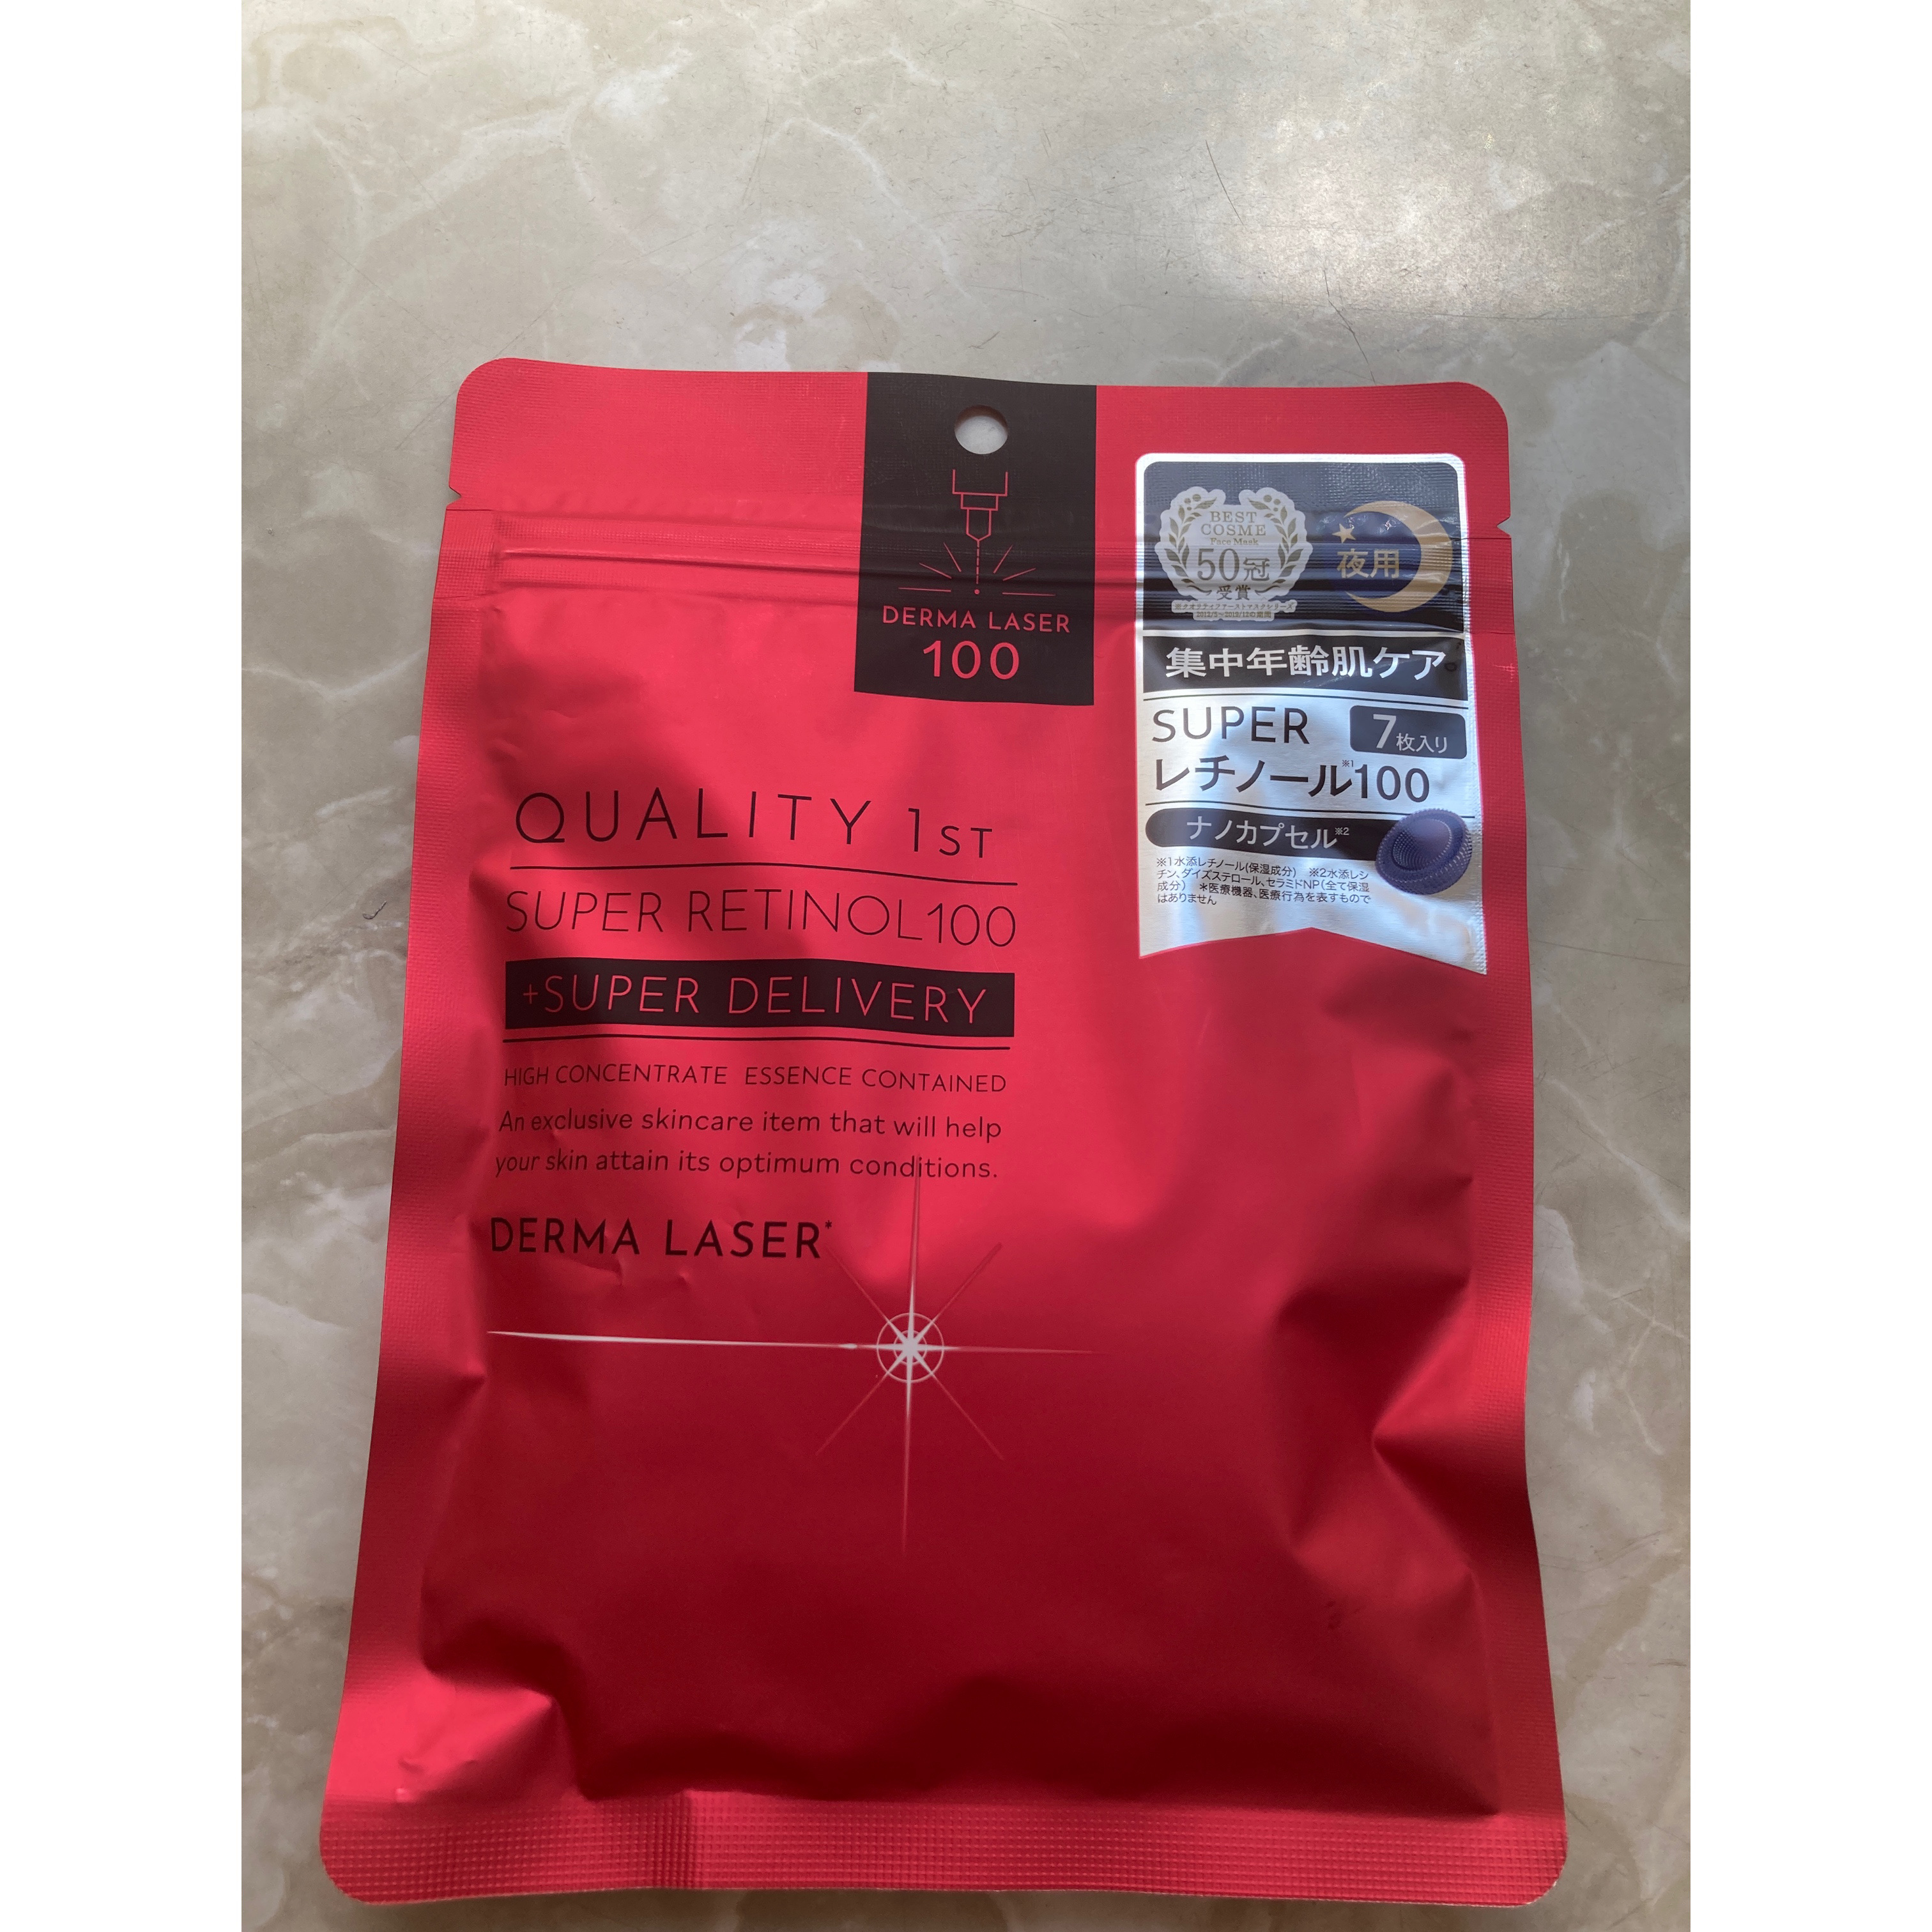 DERMA LASER
100
BEST
COSME
Face Mask
50冠
受賞
夜用
集中年齢肌ケア
SUPER
7枚入り
レチノール※1100
ナノカプセル※2
※1水添レチノール(保湿成分) ※2水添レシ
チン、ダイズステロール、セラミドNP(全て保湿
成分) ＊医療機器、医療行為を表すもので
はありません
QUALITY 1ST
SUPER RETINOL100
+SUPER DELIVERY
HIGH CONCENTRATE ESSENCE CONTAINED
An exclusive skincare item that will help
your skin attain its optimum conditions.
DERMA LASER*